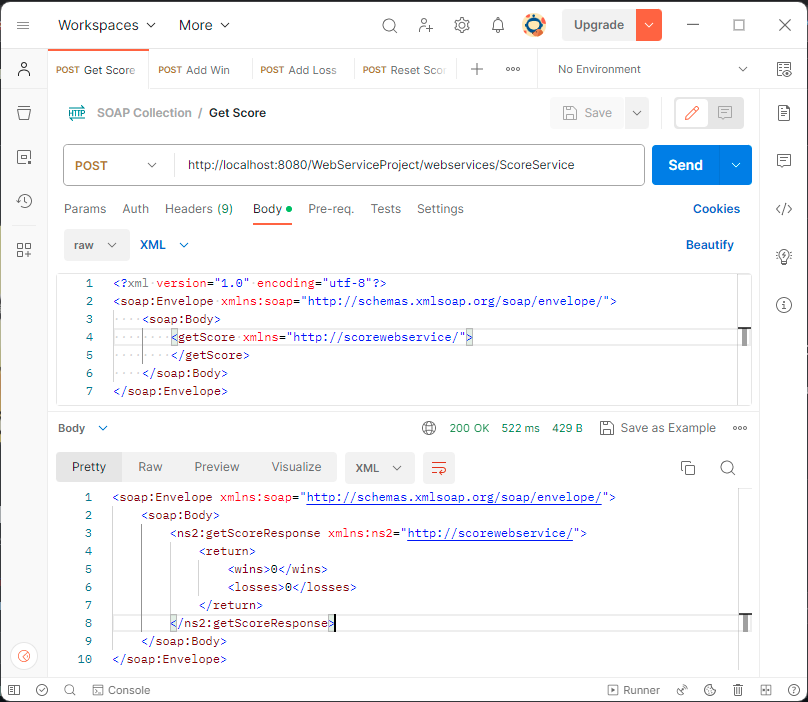 Workspaces More Upgrade
POST Get Score POST Add Win POST Add Loss POST Reset Scor No Environment
HTTP SOAP Collection / Get Score Save
POST http://localhost:8080/WebServiceProject/webservices/ScoreService Send
Params Auth Headers (9) Body Pre-req. Tests Settings Cookies
raw XML Beautify
1 <?xml version="1.0" encoding="utf-8"?>
2 <soap:Envelope xmlns:soap="http://schemas.xmlsoap.org/soap/envelope/">
3 <soap:Body>
4 <getScore xmlns="http://scorewebservice/">
5 </getScore>
6 </soap:Body>
7 </soap:Envelope>
Body 200 OK 522 ms 429 B Save as Example
Pretty Raw Preview Visualize XML
1 <soap:Envelope xmlns:soap="http://schemas.xmlsoap.org/soap/envelope/">
2 <soap:Body>
3 <ns2:getScoreResponse xmlns:ns2="http://scorewebservice/">
4 <return>
5 <wins>0</wins>
6 <losses>0</losses>
7 </return>
8 </ns2:getScoreResponse>
9 </soap:Body>
10 </soap:Envelope>
Console Runner